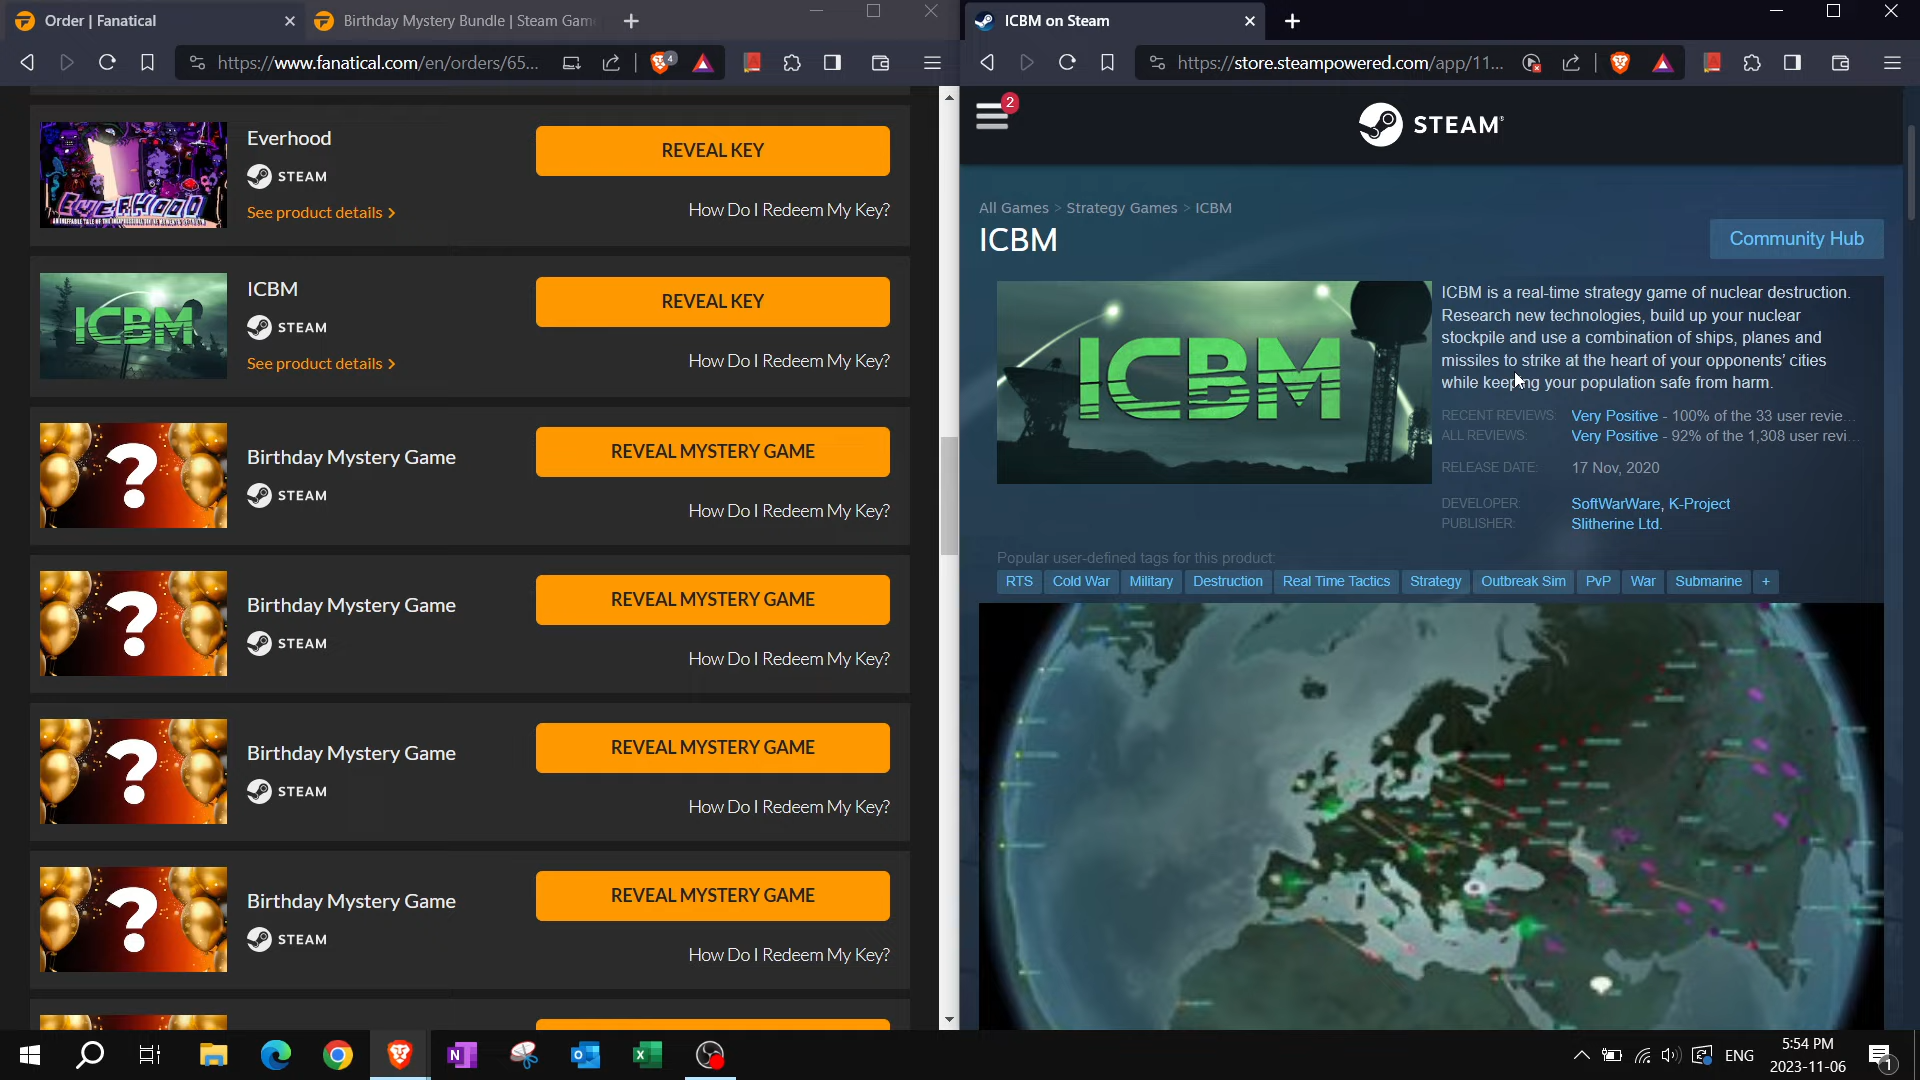 Order | Fanatical
Birthday Mystery Bundle | Steam Gam
https://www.fanatical.com/en/orders/65...
4
Everhood
STEAM
See product details >
REVEAL KEY
How Do I Redeem My Key?
EVERHOOD
ICBM
STEAM
See product details >
REVEAL KEY
How Do I Redeem My Key?
ICBM
Birthday Mystery Game
STEAM
REVEAL MYSTERY GAME
How Do I Redeem My Key?
?
Birthday Mystery Game
STEAM
REVEAL MYSTERY GAME
How Do I Redeem My Key?
?
Birthday Mystery Game
STEAM
REVEAL MYSTERY GAME
How Do I Redeem My Key?
?
Birthday Mystery Game
STEAM
REVEAL MYSTERY GAME
How Do I Redeem My Key?
?
ICBM on Steam
https://store.steampowered.com/app/11...
2
STEAM®
All Games > Strategy Games > ICBM
ICBM
Community Hub
ICBM
ICBM is a real-time strategy game of nuclear destruction.
Research new technologies, build up your nuclear
stockpile and use a combination of ships, planes and
missiles to strike at the heart of your opponents' cities
while keeping your population safe from harm.
RECENT REVIEWS: Very Positive - 100% of the 33 user revie...
ALL REVIEWS: Very Positive - 92% of the 1,308 user revi...
RELEASE DATE: 17 Nov, 2020
DEVELOPER: SoftWarWare, K-Project
PUBLISHER: Slitherine Ltd.
Popular user-defined tags for this product:
RTS Cold War Military Destruction Real Time Tactics Strategy Outbreak Sim PvP War Submarine +
ENG
5:54 PM
2023-11-06
1